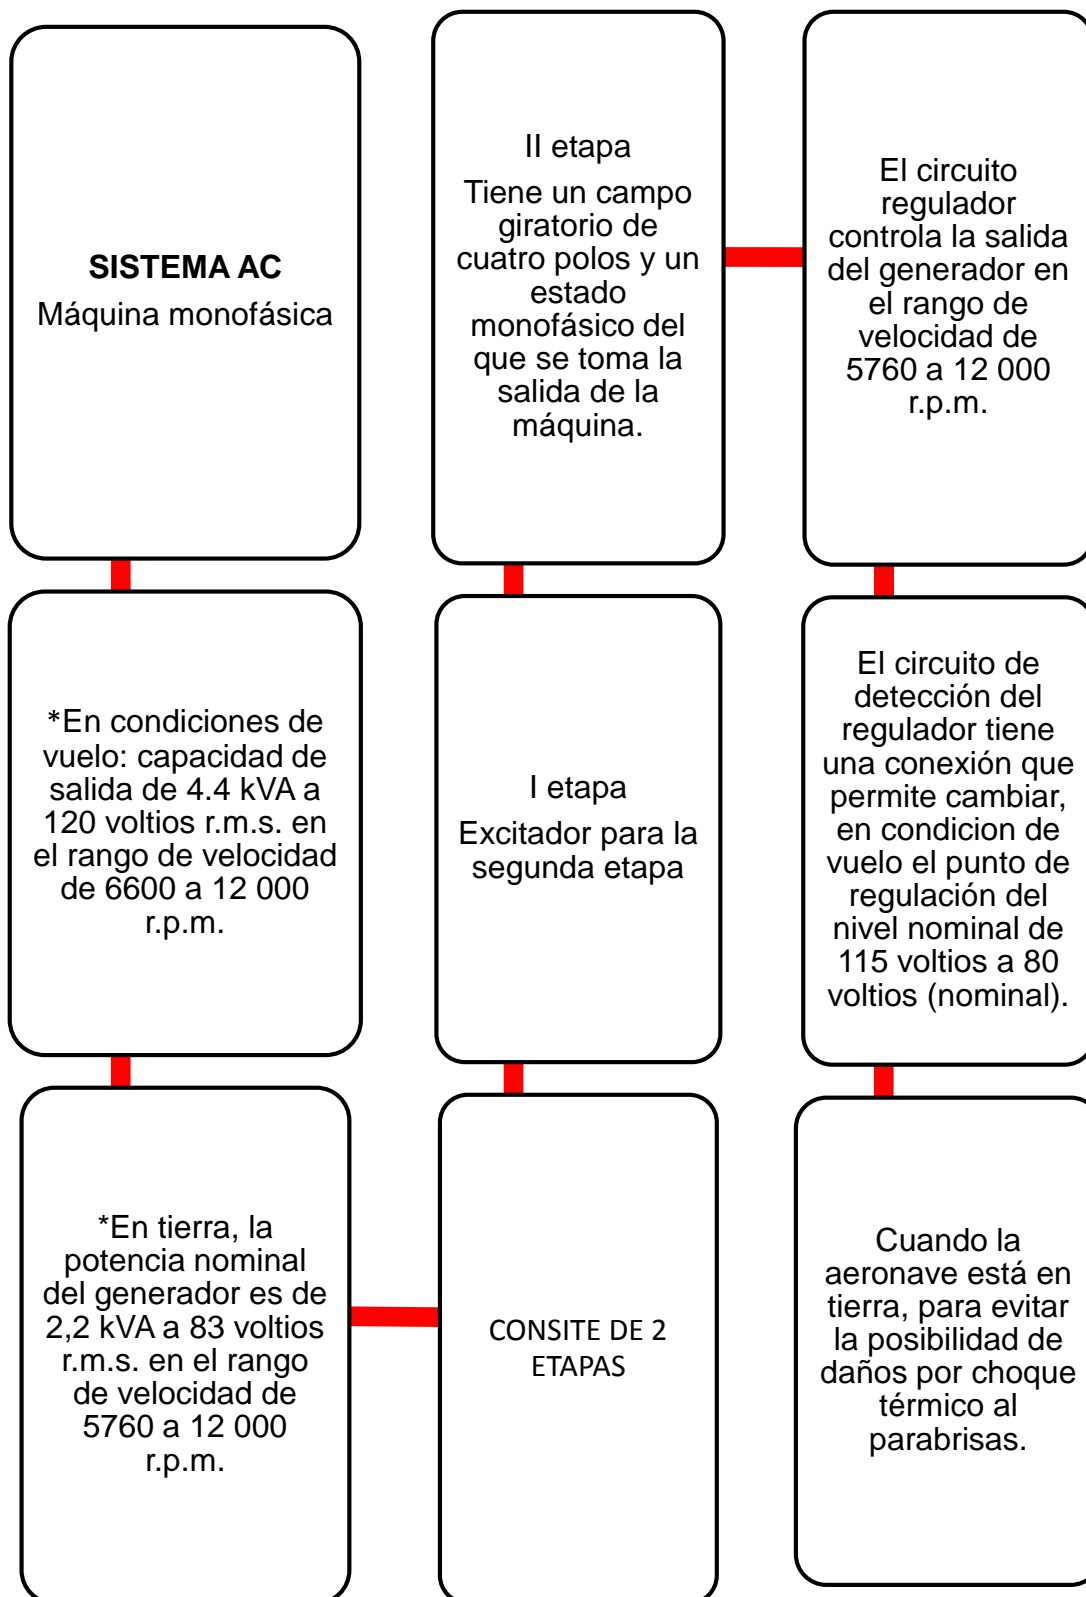 SISTEMA AC
Máquina monofásica
*En condiciones de
vuelo: capacidad de
salida de 4.4 kVA a
120 voltios r.m.s. en
el rango de velocidad
de 6600 a 12 000
r.p.m.
*En tierra, la
potencia nominal
del generador es de
2,2 kVA a 83 voltios
r.m.s. en el rango
de velocidad de
5760 a 12 000
r.p.m.
CONSITE DE 2
ETAPAS
I etapa
Excitador para la
segunda etapa
II etapa
Tiene un campo
giratorio de
cuatro polos y un
estado
monofásico del
que se toma la
salida de la
máquina.
El circuito
regulador
controla la salida
del generador en
el rango de
velocidad de
5760 a 12 000
r.p.m.
El circuito de
detección del
regulador tiene
una conexión que
permite cambiar,
en condicion de
vuelo el punto de
regulación del
nivel nominal de
115 voltios a 80
voltios (nominal).
Cuando la
aeronave está en
tierra, para evitar
la posibilidad de
daños por choque
térmico al
parabrisas.